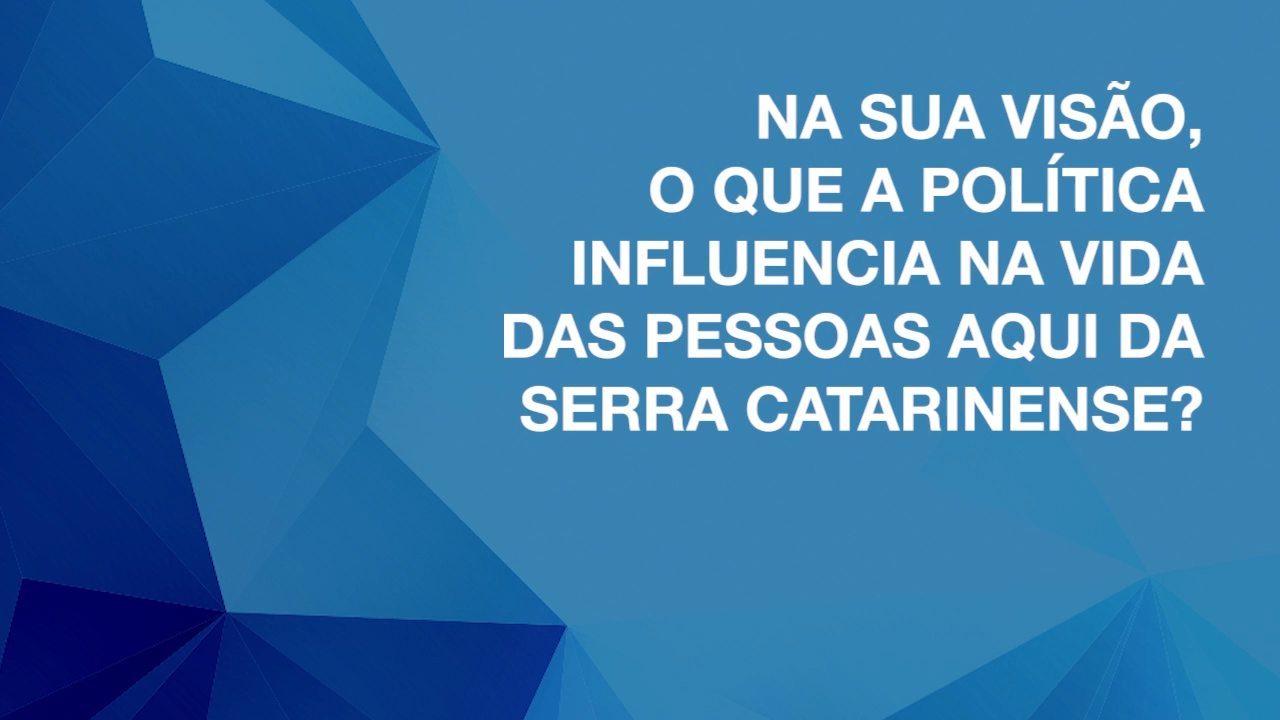 NA SUA VISÃO,
O QUE A POLÍTICA
INFLUENCIA NA VIDA
DAS PESSOAS AQUI DA
SERRA CATARINENSE?